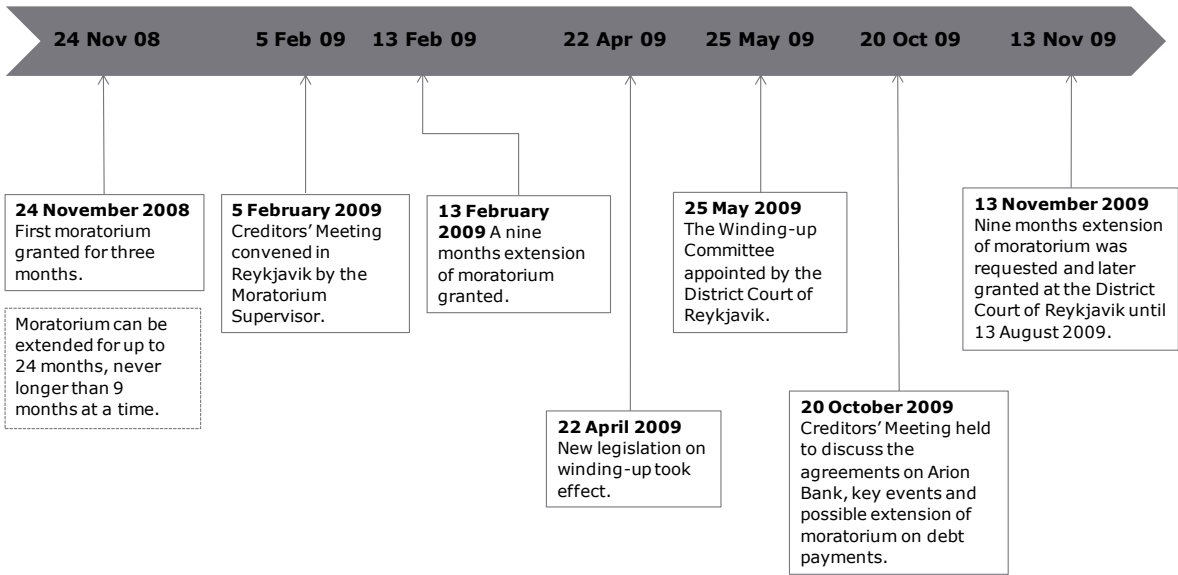 24 Nov 08
5 Feb 09
13 Feb 09
22 Apr 09
25 May 09
20 Oct 09
13 Nov 09
24 November 2008
First moratorium
granted for three
months.
Moratorium can be
extended for up to
24 months, never
longer than 9
months at a time.
5 February 2009
Creditors' Meeting
convened in
Reykjavik by the
Moratorium
Supervisor.
13 February
2009 A nine
months extension
of moratorium
granted.
22 April 2009
New legislation on
winding-up took
effect.
25 May 2009
The Winding-up
Committee
appointed by the
District Court of
Reykjavik.
20 October 2009
Creditors' Meeting held
to discuss the
agreements on Arion
Bank, key events and
possible extension of
moratorium on debt
payments.
13 November 2009
Nine months extension
of moratorium was
requested and later
granted at the District
Court of Reykjavik until
13 August 2009.